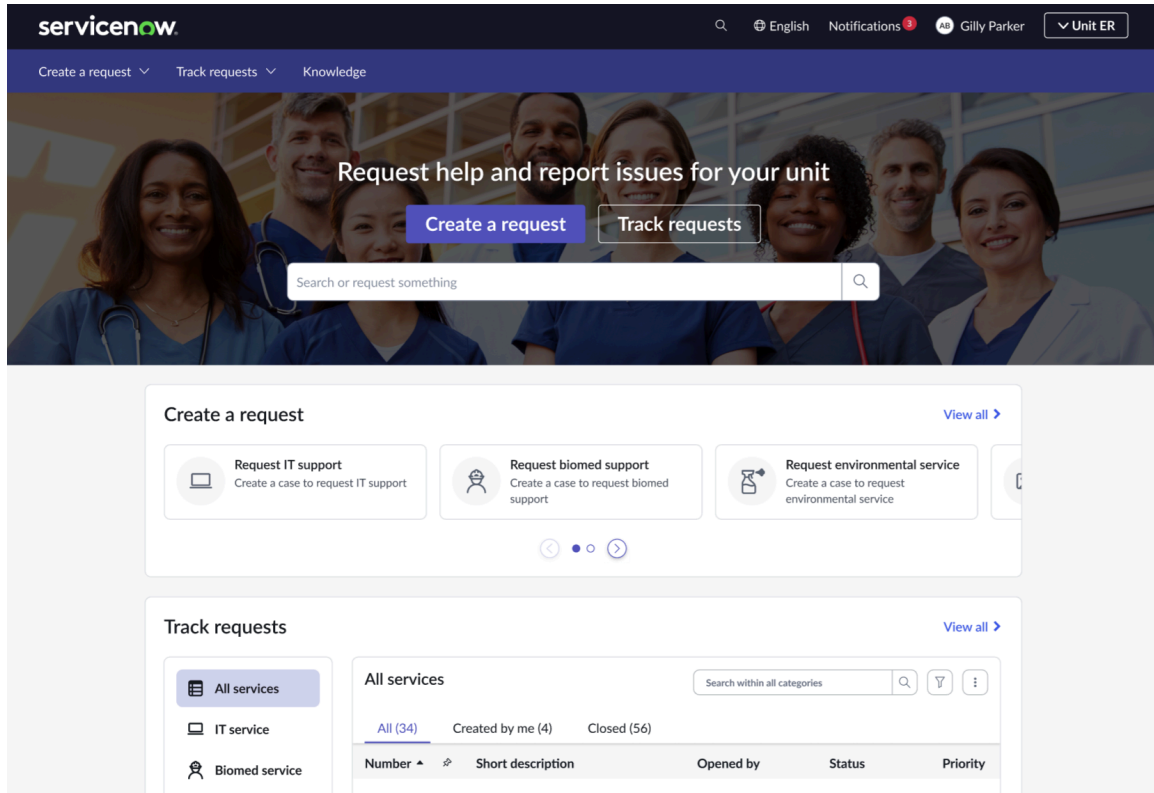 servicenow.
English Notifications 3 AB Gilly Parker Unit ER
Create a request Track requests Knowledge
Request help and report issues for your unit
Create a request Track requests
Search or request something
Create a request View all
Request IT support
Create a case to request IT support
Request biomed support
Create a case to request biomed
support
Request environmental service
Create a case to request
environmental service
Track requests View all
All services
IT service
Biomed service
All services Search within all categories
All (34) Created by me (4) Closed (56)
Number Short description Opened by Status Priority